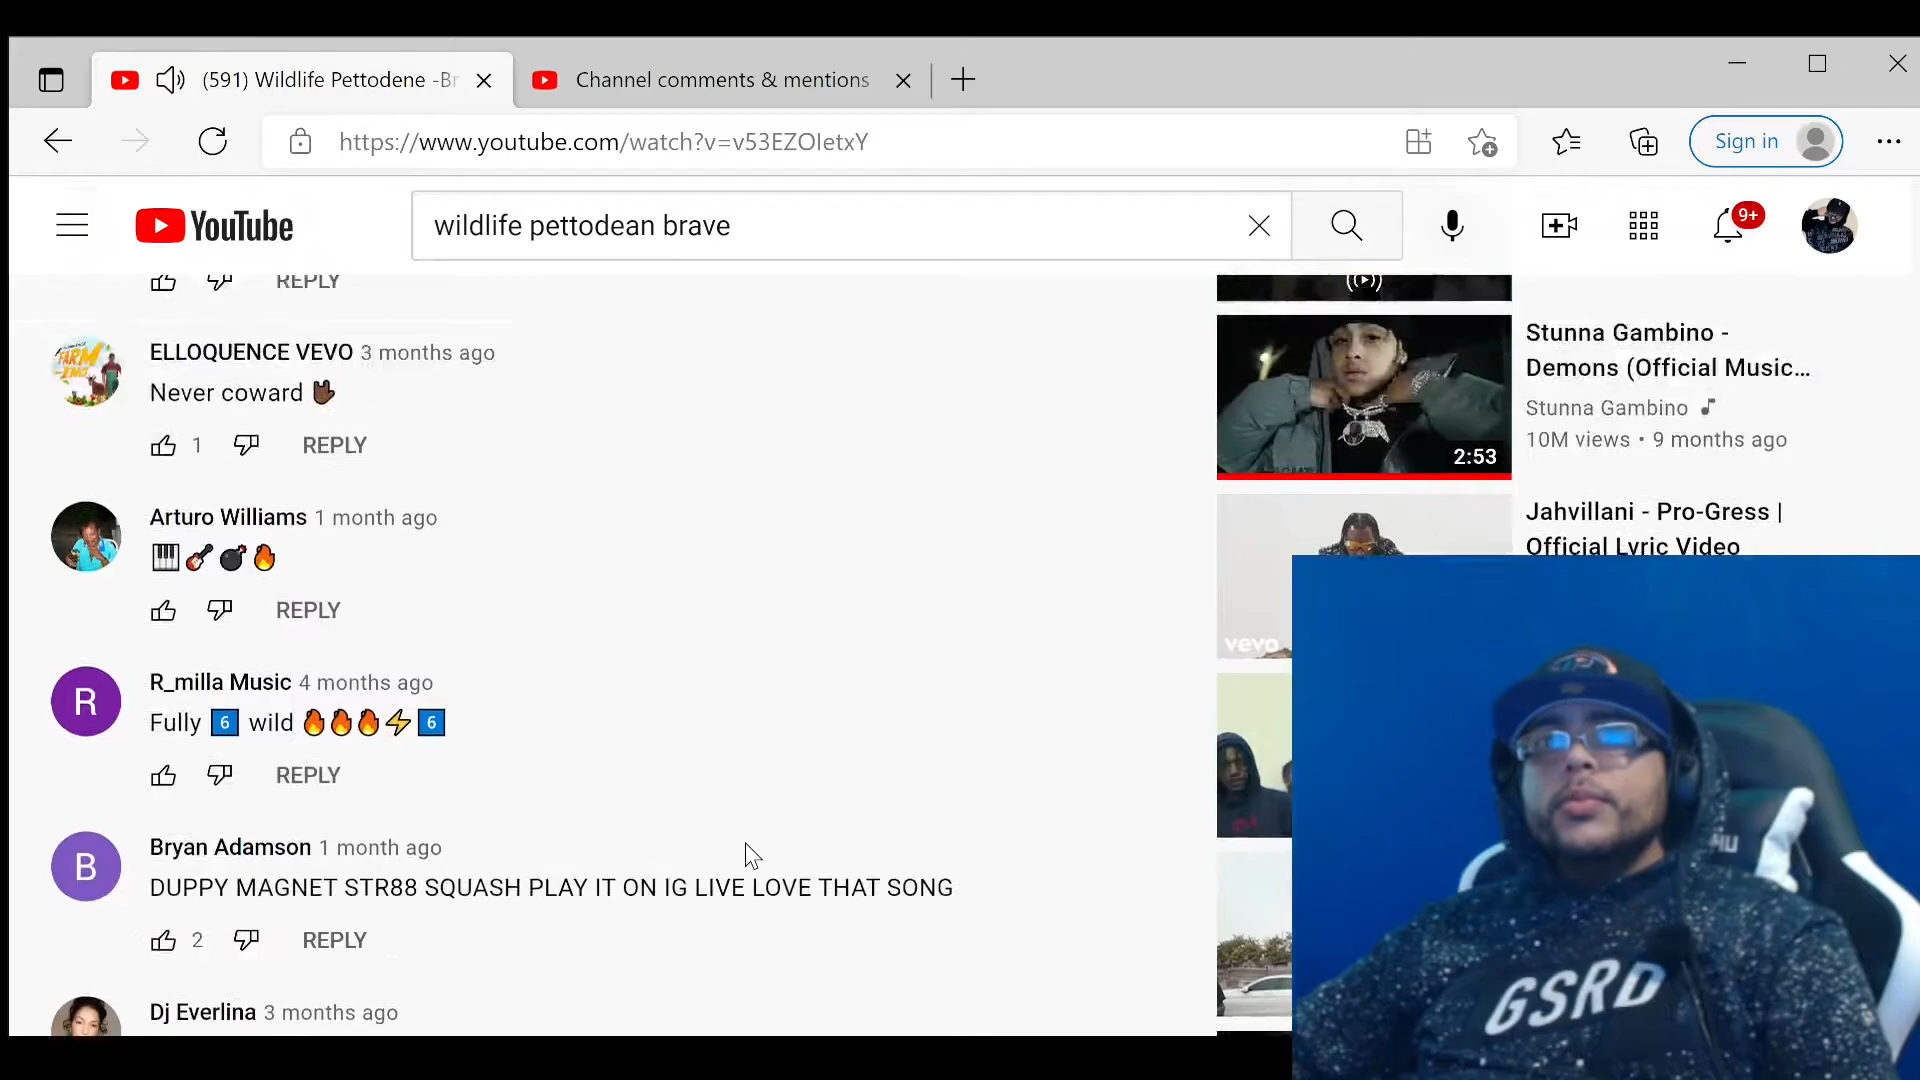 (591) Wildlife Pettodene -Br
Channel comments & mentions
https://www.youtube.com/watch?v=v53EZOIetxY
Sign in
YouTube
wildlife pettodean brave
9+
REPLY
ELLOQUENCE VEVO 3 months ago
Never coward
1 REPLY
Arturo Williams 1 month ago
REPLY
R_milla Music 4 months ago
Fully 6 wild 6
REPLY
Bryan Adamson 1 month ago
DUPPY MAGNET STR88 SQUASH PLAY IT ON IG LIVE LOVE THAT SONG
2 REPLY
Dj Everlina 3 months ago
R
B
FARM
ING
2:53
Stunna Gambino -
Demons (Official Music...
Stunna Gambino
10M views • 9 months ago
vevo
Jahvillani - Pro-Gress |
Official Lyric Video
GSRD